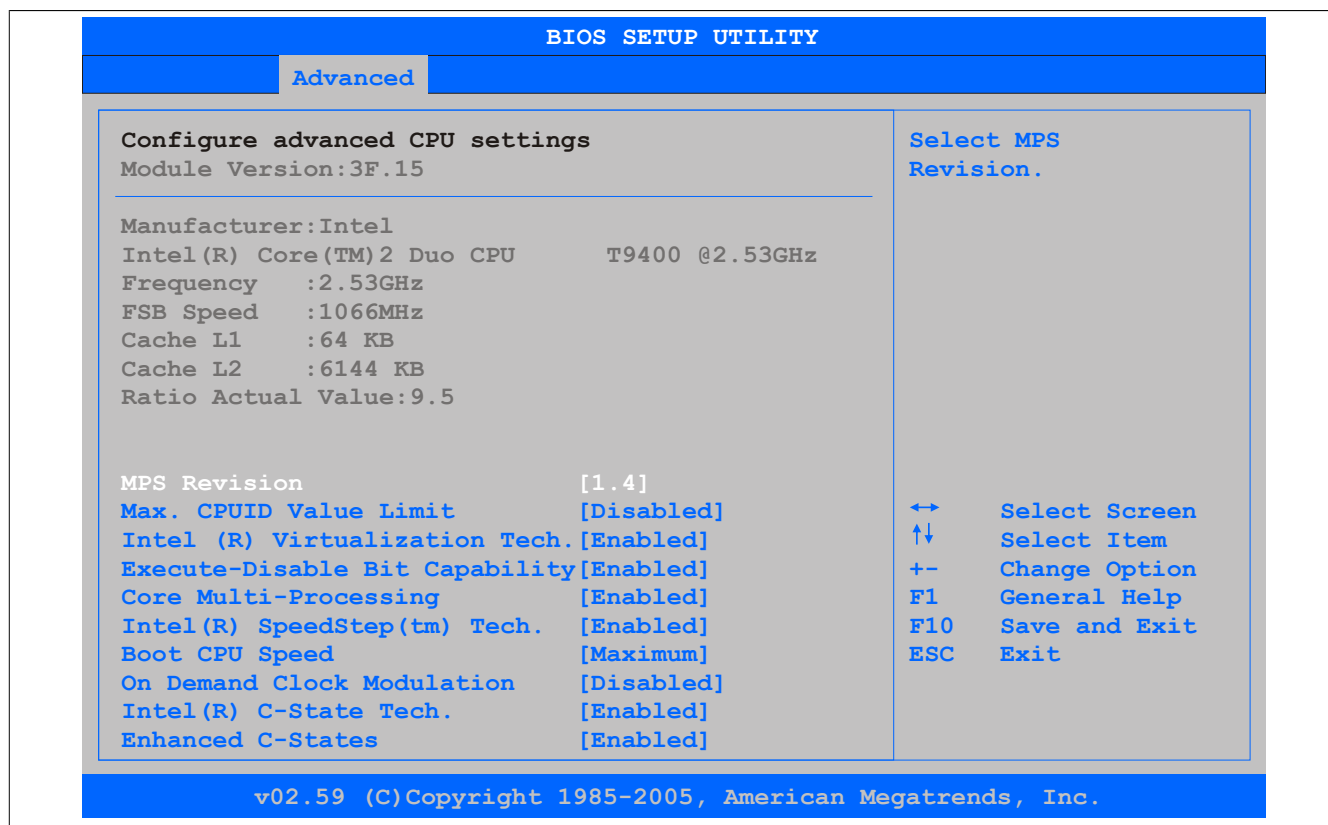 BIOS SETUP UTILITY
Advanced
Configure advanced CPU settings
Module Version:3F.15
Manufacturer:Intel
Intel(R) Core(TM)2 Duo CPU      T9400 @2.53GHz
Frequency   :2.53GHz
FSB Speed   :1066MHz
Cache L1    :64 KB
Cache L2    :6144 KB
Ratio Actual Value:9.5
MPS Revision                  [1.4]
Max. CPUID Value Limit        [Disabled]
Intel (R) Virtualization Tech.[Enabled]
Execute-Disable Bit Capability[Enabled]
Core Multi-Processing         [Enabled]
Intel(R) SpeedStep(tm) Tech.  [Enabled]
Boot CPU Speed                [Maximum]
On Demand Clock Modulation    [Disabled]
Intel(R) C-State Tech.        [Enabled]
Enhanced C-States             [Enabled]
Select MPS
Revision.
↔     Select Screen
↑↓    Select Item
+-    Change Option
F1    General Help
F10   Save and Exit
ESC   Exit
v02.59 (C)Copyright 1985-2005, American Megatrends, Inc.